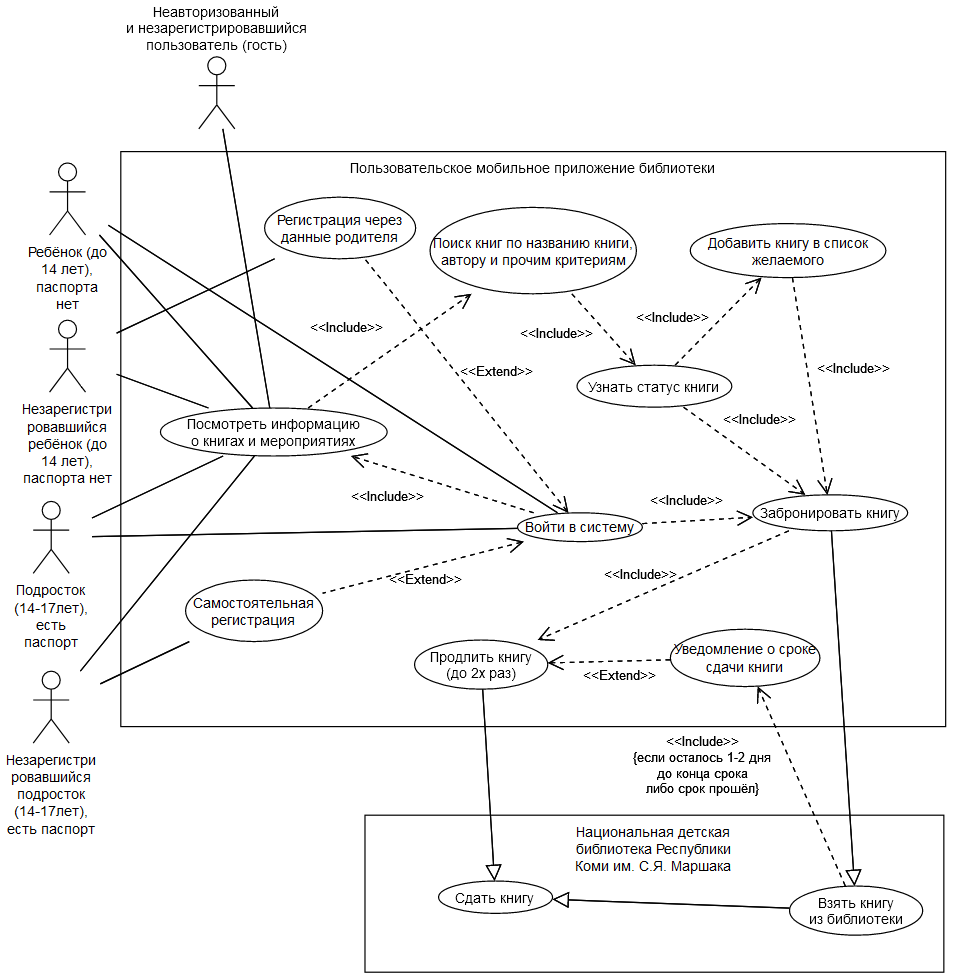 Неавторизованный
и незарегистрировавшийся
пользователь (гость)
Пользовательское мобильное приложение библиотеки
Ребёнок (до
14 лет),
паспорта
нет
Регистрация через
данные родителя
Поиск книг по названию книги,
автору и прочим критериям
Добавить книгу в список
желаемого
<<Include>>
<<Include>>
<<Include>>
<<Extend>>
<<Include>>
Узнать статус книги
<<Include>>
Незарегистри
ровавшийся
ребёнок (до
14 лет),
паспорта нет
Посмотреть информацию
о книгах и мероприятиях
<<Include>>
<<Include>>
Войти в систему
Забронировать книгу
Подросток
(14-17лет),
есть
паспорт
<<Extend>>
<<Include>>
Самостоятельная
регистрация
Продлить книгу
(до 2х раз)
<<Extend>>
Уведомление о сроке
сдачи книги
Незарегистри
ровавшийся
подросток
(14-17лет),
есть паспорт
<<Include>>
{если осталось 1-2 дня
до конца срока
либо срок прошёл}
Национальная детская
библиотека Республики
Коми им. С.Я. Маршака
Сдать книгу
Взять книгу
из библиотеки